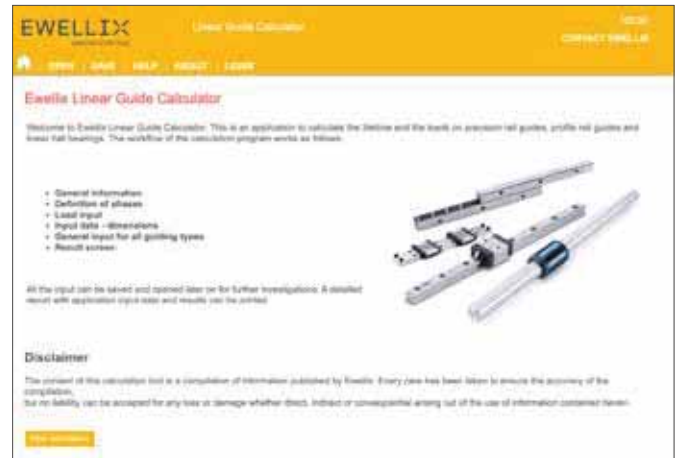 EWELLIX
Linear Guide Calculator
CONTACT EWELLIX
OPEN SAVE HELP ABOUT LOGIN
Ewellix Linear Guide Calculator
Welcome to Ewellix Linear Guide Calculator. This is an application to calculate the lifetime and the loads on precision rail guides, profile rail guides and
linear ball bearings. The workflow of the calculation program works as follows:
• General information
• Definition of phases
• Load input
• Input data - dimensions
• General input for all guiding types
• Result screen
All the input can be saved and opened later on for further investigations. A detailed
report with application input data and results can be printed.
Disclaimer
The content of this calculation tool is a compilation of information published by Ewellix. Every care has been taken to ensure the accuracy of the
compilation,
but no liability can be accepted for any loss or damage whether direct, indirect or consequential arising out of the use of information contained herein.